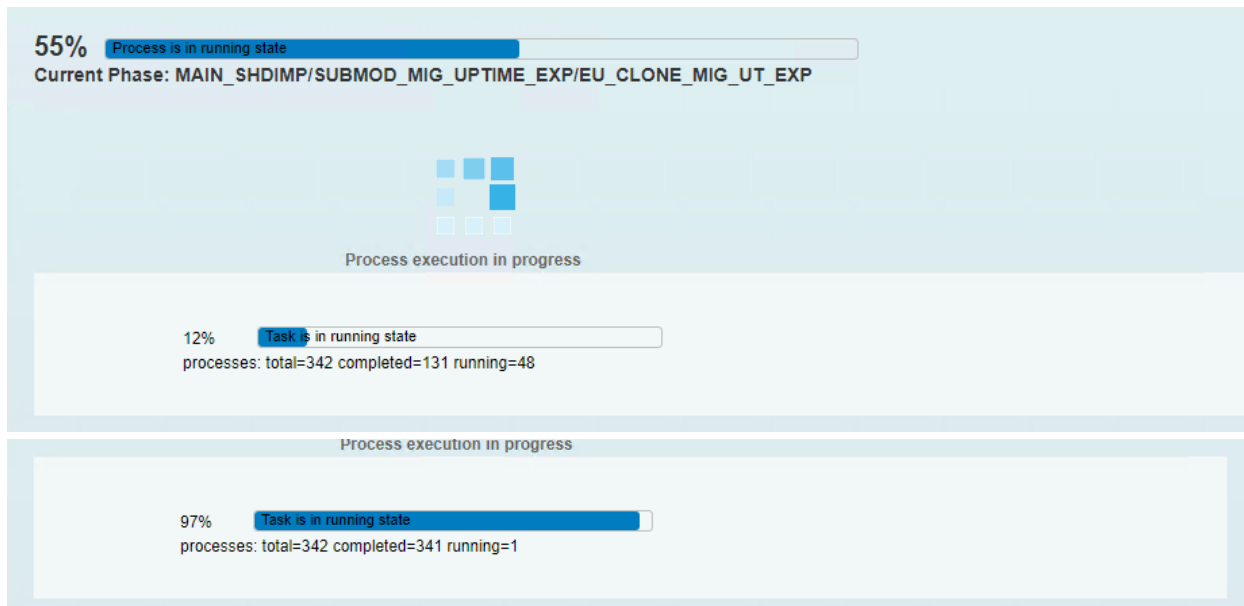 55% Process is in running state
Current Phase: MAIN_SHDIMP/SUBMOD_MIG_UPTIME_EXP/EU_CLONE_MIG_UT_EXP
Process execution in progress
12% Task is in running state
processes: total=342 completed=131 running=48
Process execution in progress
97% Task is in running state
processes: total=342 completed=341 running=1